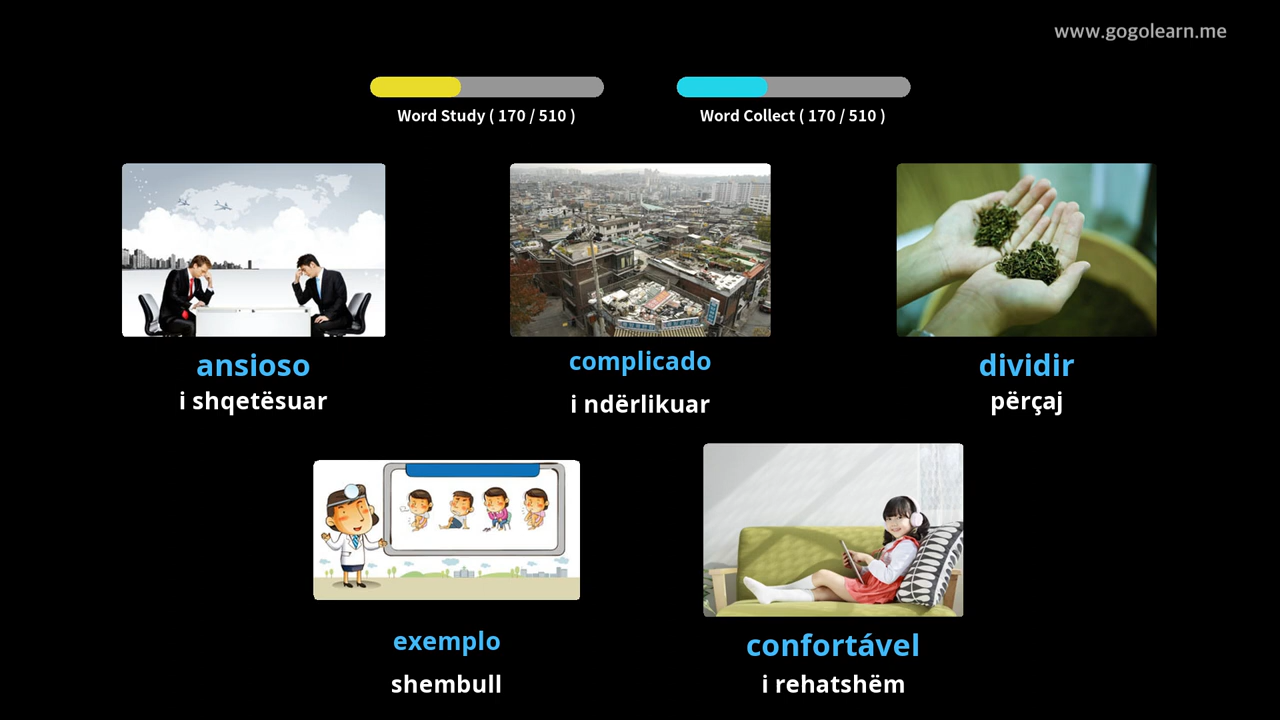 www.gogolearn.me
Word Study ( 170 / 510 )
Word Collect ( 170 / 510 )
ansioso
i shqetësuar
complicado
i ndërlikuar
dividir
përçaj
exemplo
shembull
confortável
i rehatshëm